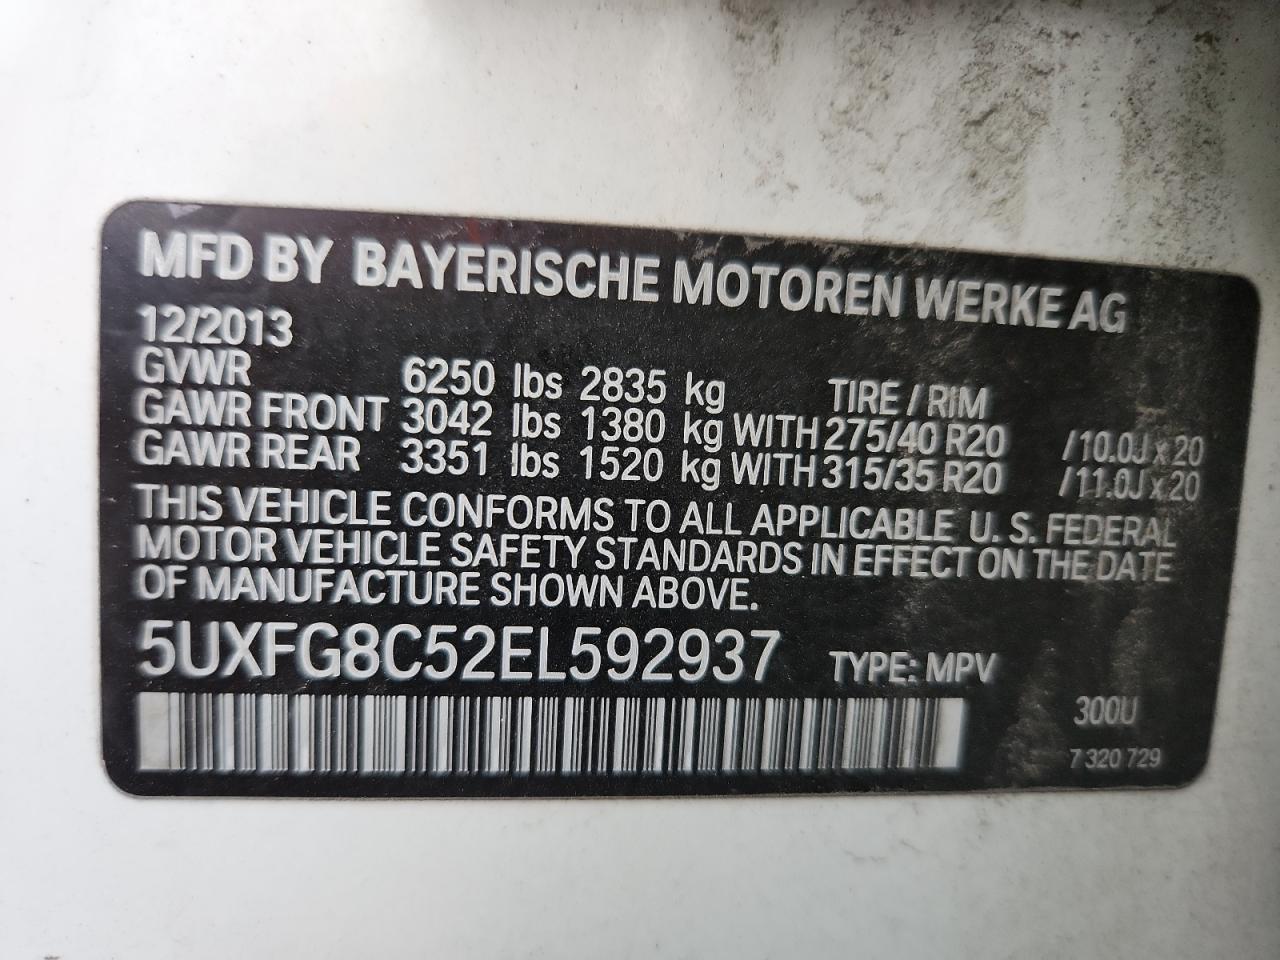 MFD BY BAYERISCHE MOTOREN WERKE AG
12/2013
GVWR 6250 lbs 2835 kg TIRE / RIM
GAWR FRONT 3042 lbs 1380 kg WITH 275/40 R20 /10.0J x 20
GAWR REAR 3351 lbs 1520 kg WITH 315/35 R20 /11.0J x 20
THIS VEHICLE CONFORMS TO ALL APPLICABLE U. S. FEDERAL
MOTOR VEHICLE SAFETY STANDARDS IN EFFECT ON THE DATE
OF MANUFACTURE SHOWN ABOVE.
5UXFG8C52EL592937 TYPE: MPV
300U
7 320 729